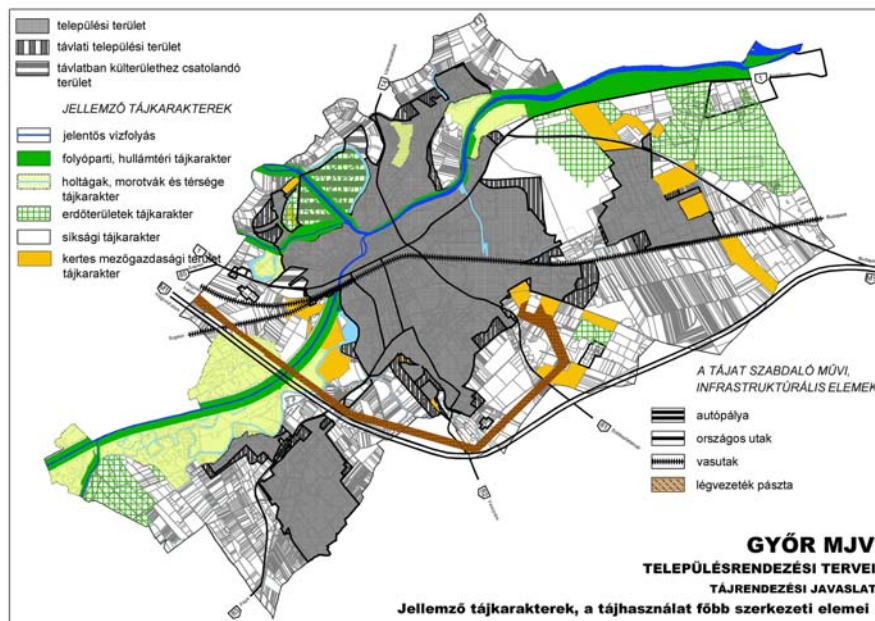 települési terület
távlati települési terület
távlatban külterülethez csatolandó
terület
JELLEMZŐ TÁJKARAKTEREK
jelentős vízfolyás
folyóparti, hullámtéri tájkarakter
holtágak, morotvák és térsége
tájkarakter
erdőterületek tájkarakter
síksági tájkarakter
kertes mezőgazdasági terület
tájkarakter
A TÁJAT SZABDALÓ MŰVI,
INFRASTRUKTÚRÁLIS ELEMEK
autópálya
országos utak
vasutak
légvezeték pászta
GYŐR MJV
TELEPÜLÉSRENDEZÉSI TERVEI
TÁJRENDEZÉSI JAVASLAT
Jellemző tájkarakterek, a tájhasználat főbb szerkezeti elemei